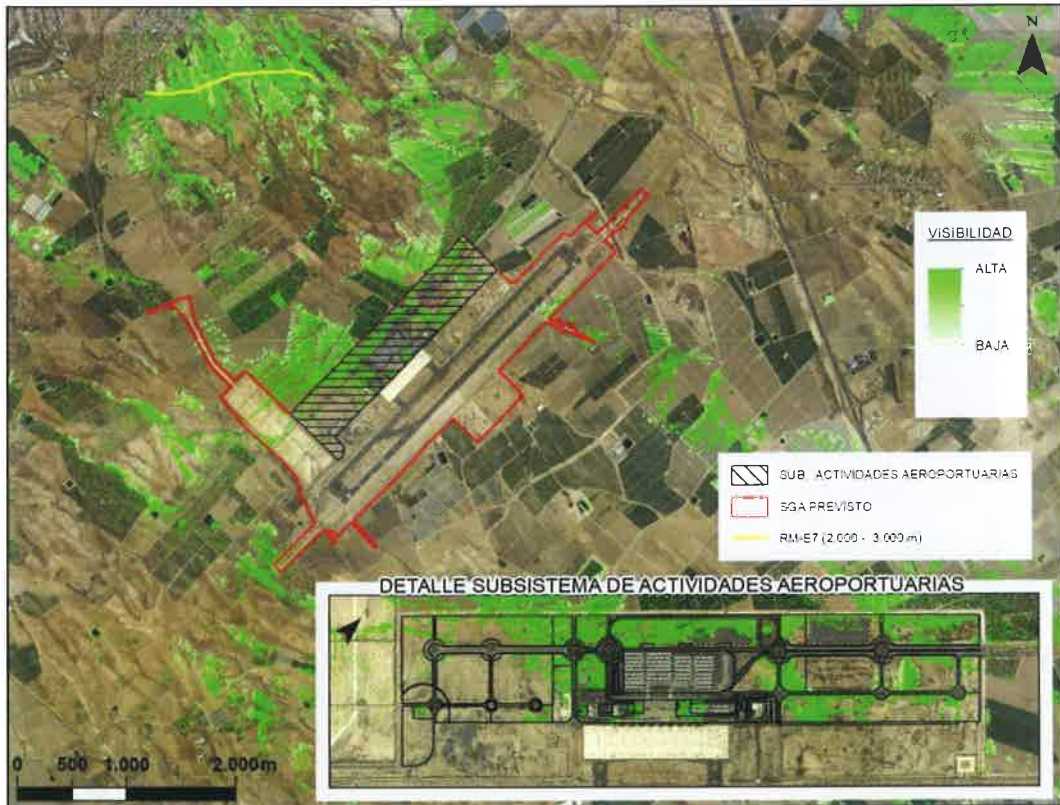 N
VISIBILIDAD
ALTA
BAJA
SUB. ACTIVIDADES AEROPORTUARIAS
SGA PREVISTO
RM-E7 (2.000 - 3.000 m)
DETALLE SUBSISTEMA DE ACTIVIDADES AEROPORTUARIAS
0 500 1.000 2.000 m